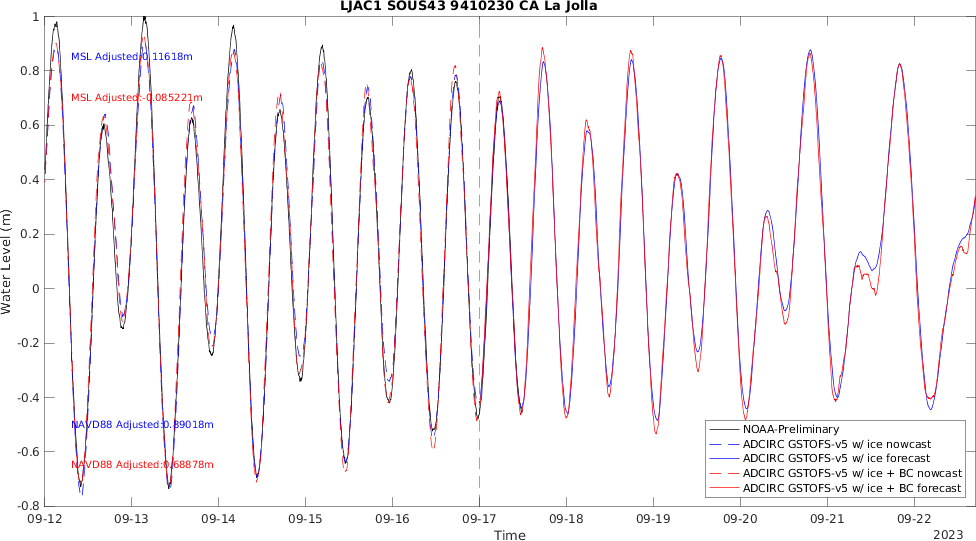 LJAC1 SOUS43 9410230 CA La Jolla
1
0.8
0.6
0.4
0.2
0
-0.2
-0.4
-0.6
-0.8
Water Level (m)
MSL Adjusted:0.11618m
MSL Adjusted:-0.085221m
NAVD88 Adjusted:0.89018m
NAVD88 Adjusted:0.68878m
NOAA-Preliminary
ADCIRC GSTOFS-v5 w/ ice nowcast
ADCIRC GSTOFS-v5 w/ ice forecast
ADCIRC GSTOFS-v5 w/ ice + BC nowcast
ADCIRC GSTOFS-v5 w/ ice + BC forecast
09-12 09-13 09-14 09-15 09-16 09-17 09-18 09-19 09-20 09-21 09-22
Time
2023